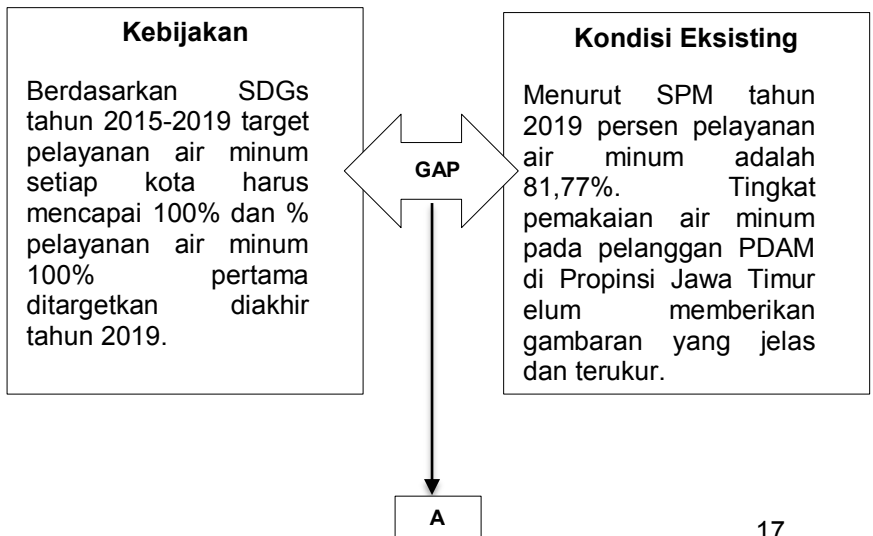 Kebijakan
Berdasarkan SDGs
tahun 2015-2019 target
pelayanan air minum
setiap kota harus
mencapai 100% dan %
pelayanan air minum
100% pertama
ditargetkan diakhir
tahun 2019.
GAP
Kondisi Eksisting
Menurut SPM tahun
2019 persen pelayanan
air minum adalah
81,77%. Tingkat
pemakaian air minum
pada pelanggan PDAM
di Propinsi Jawa Timur
elum memberikan
gambaran yang jelas
dan terukur.
A
17